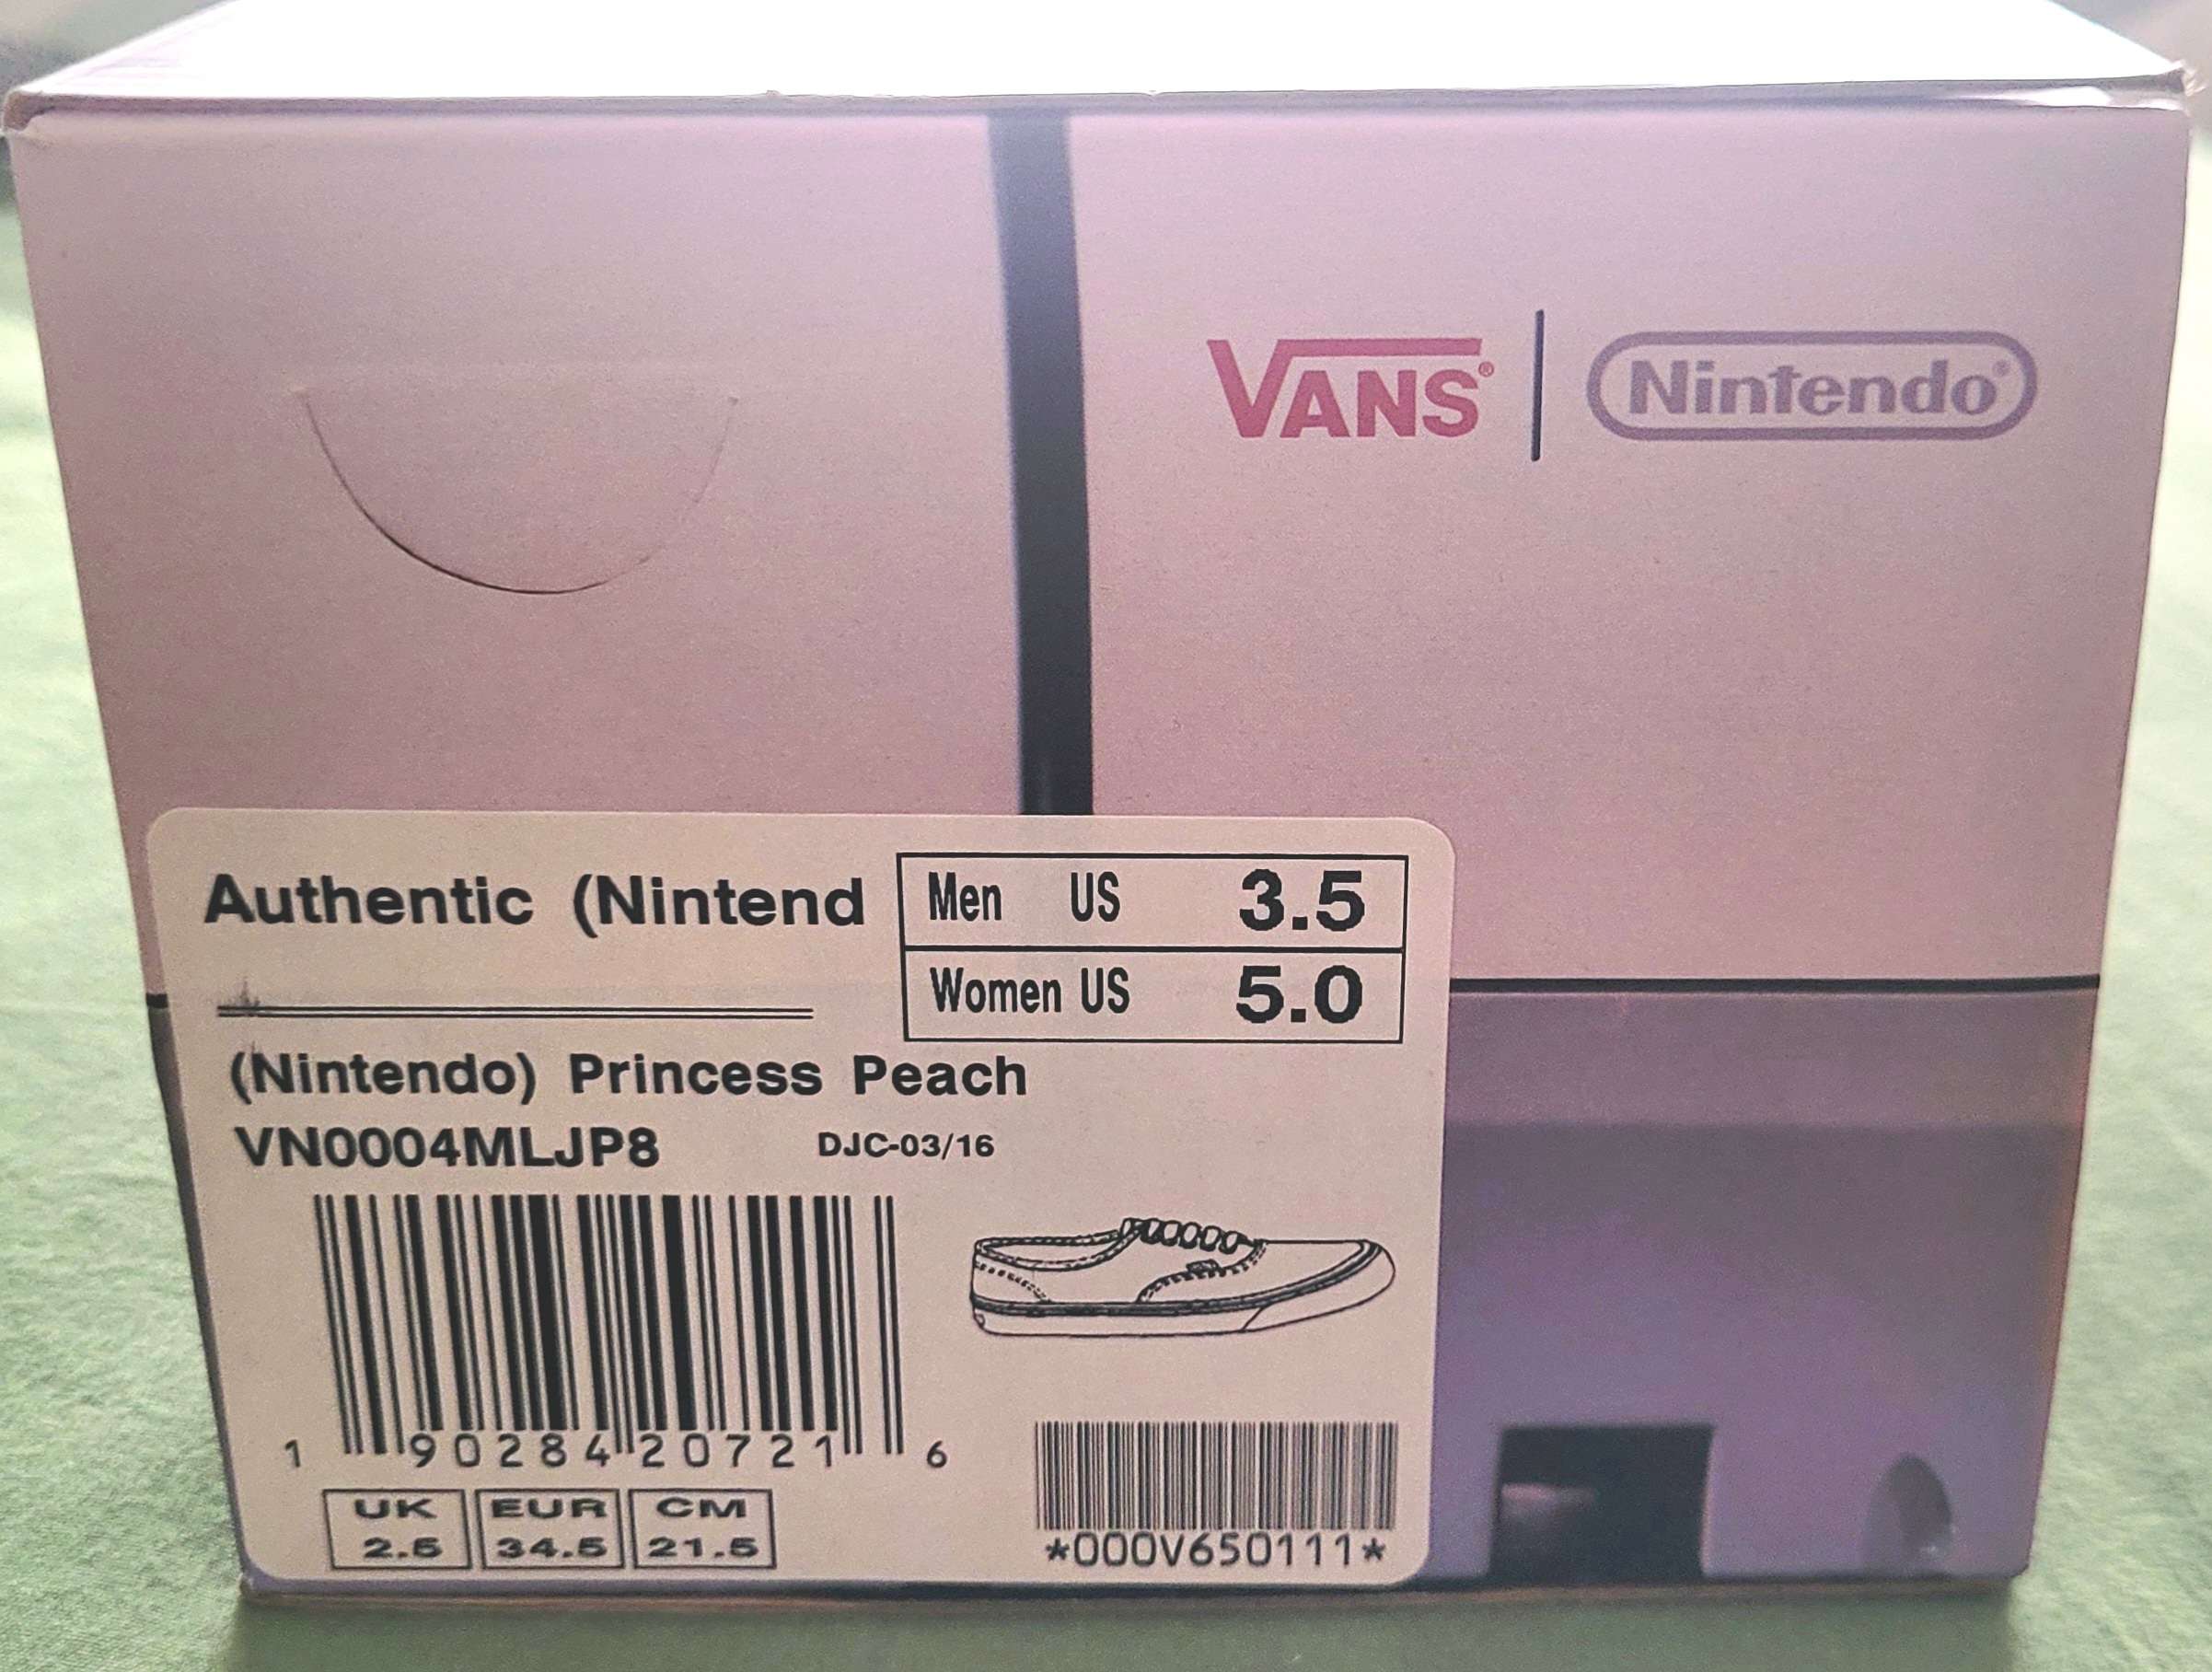 VANS® | Nintendo®
Authentic (Nintend
Men US 3.5
Women US 5.0
(Nintendo) Princess Peach
VN0004MLJP8 DJC-03/16
1 90284 20721 6
UK EUR CM
2.5 34.5 21.5
*000V650111*